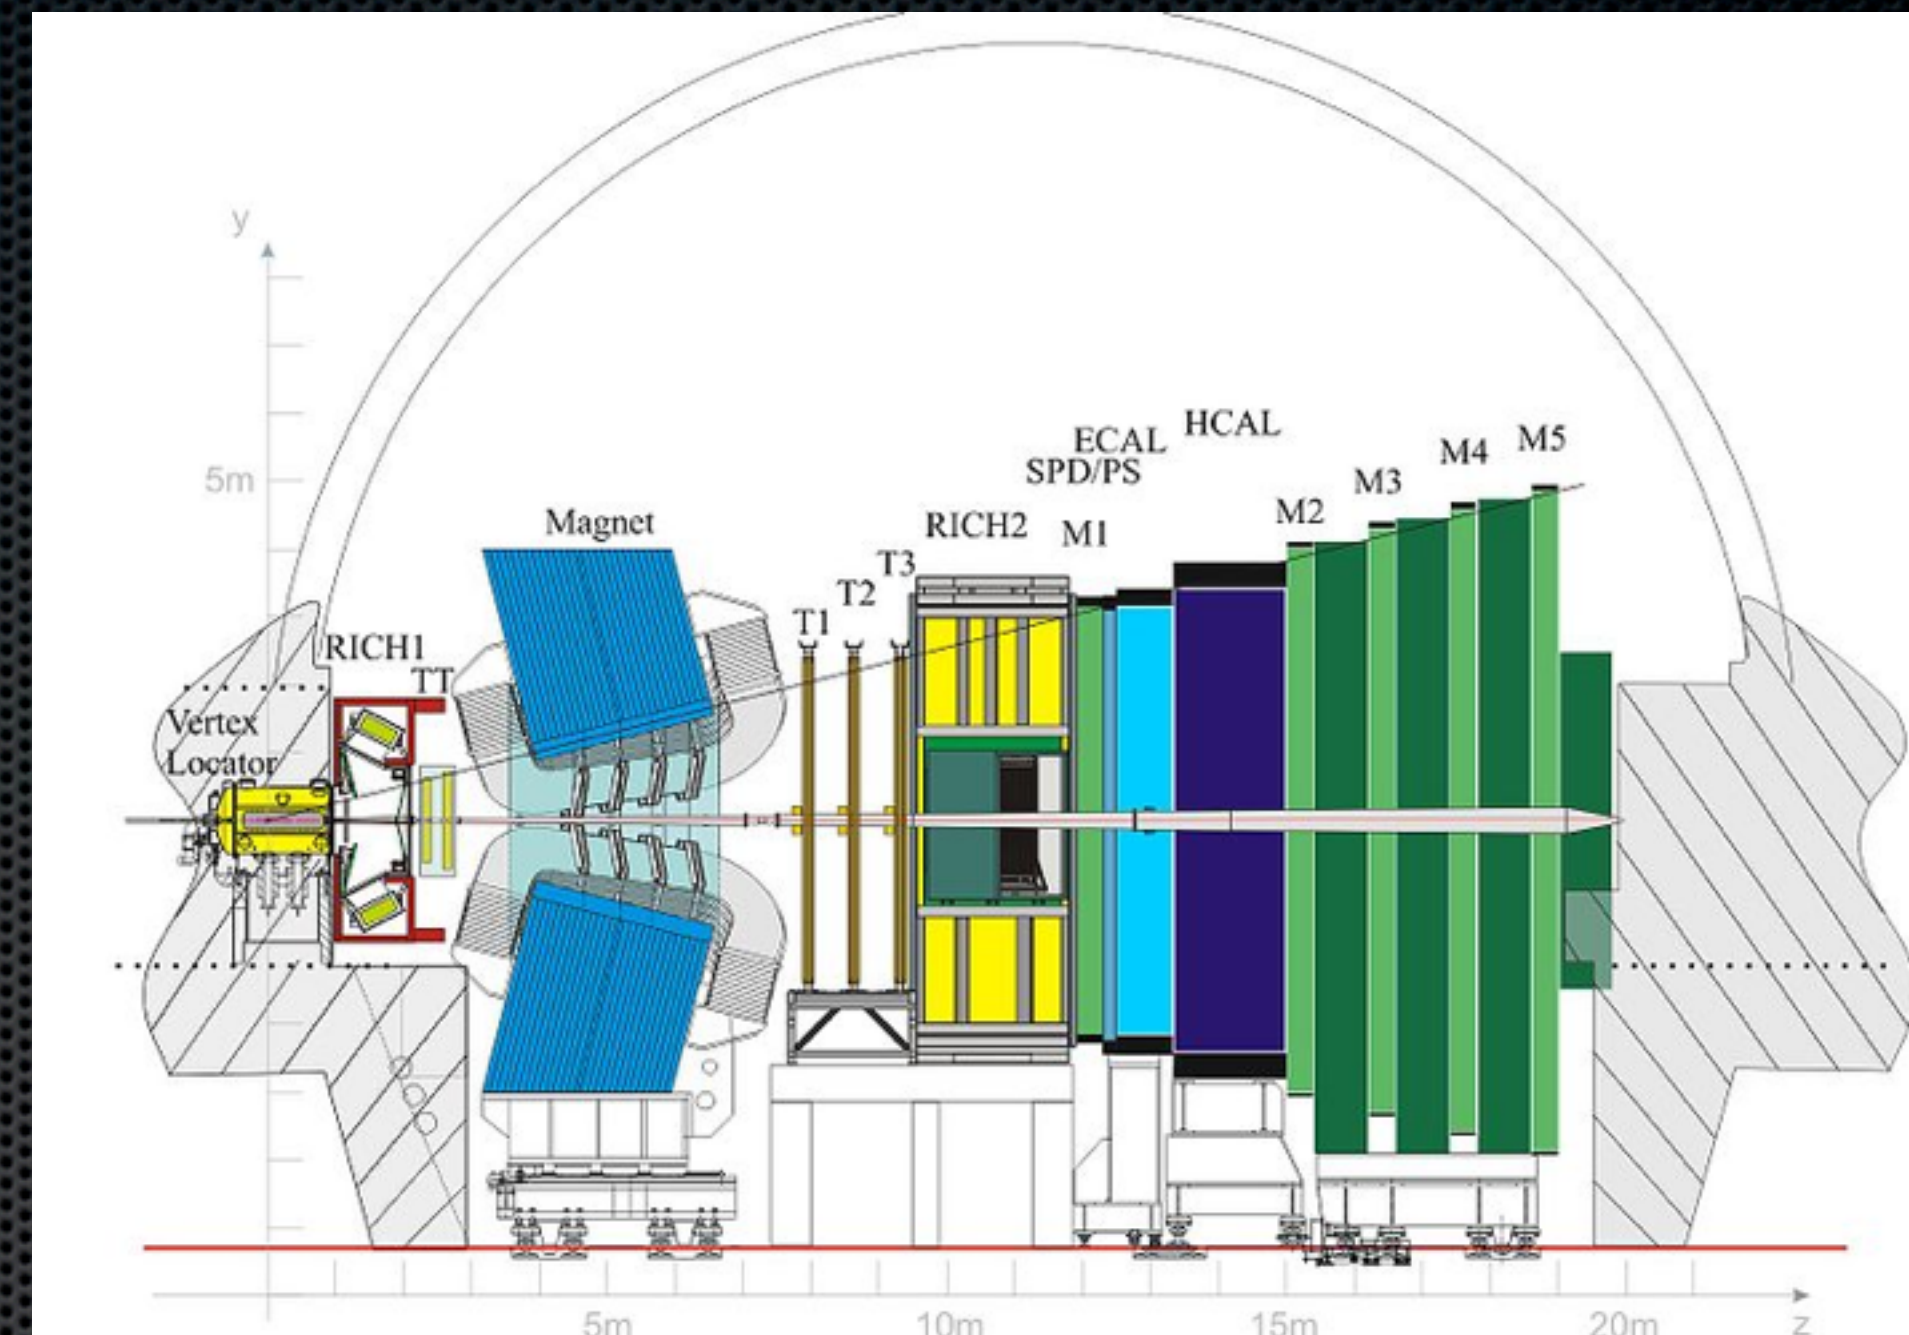 y
5m
HCAL
ECAL
SPD/PS
M5
M4
M3
M2
M1
RICH2
Magnet
T3
T2
T1
RICH1
TT
Vertex
Locator
5m
10m
15m
20m
z